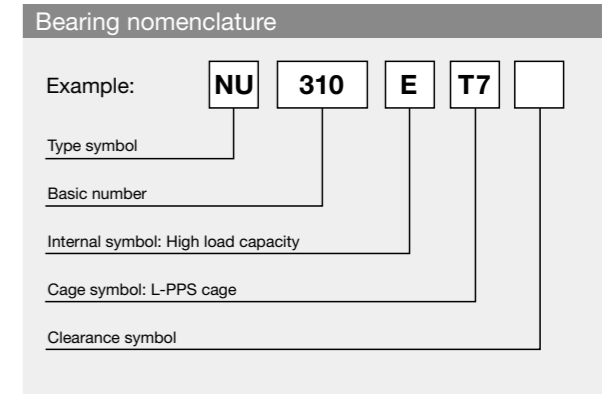 Bearing nomenclature
Example: NU 310 E T7
Type symbol
Basic number
Internal symbol: High load capacity
Cage symbol: L-PPS cage
Clearance symbol